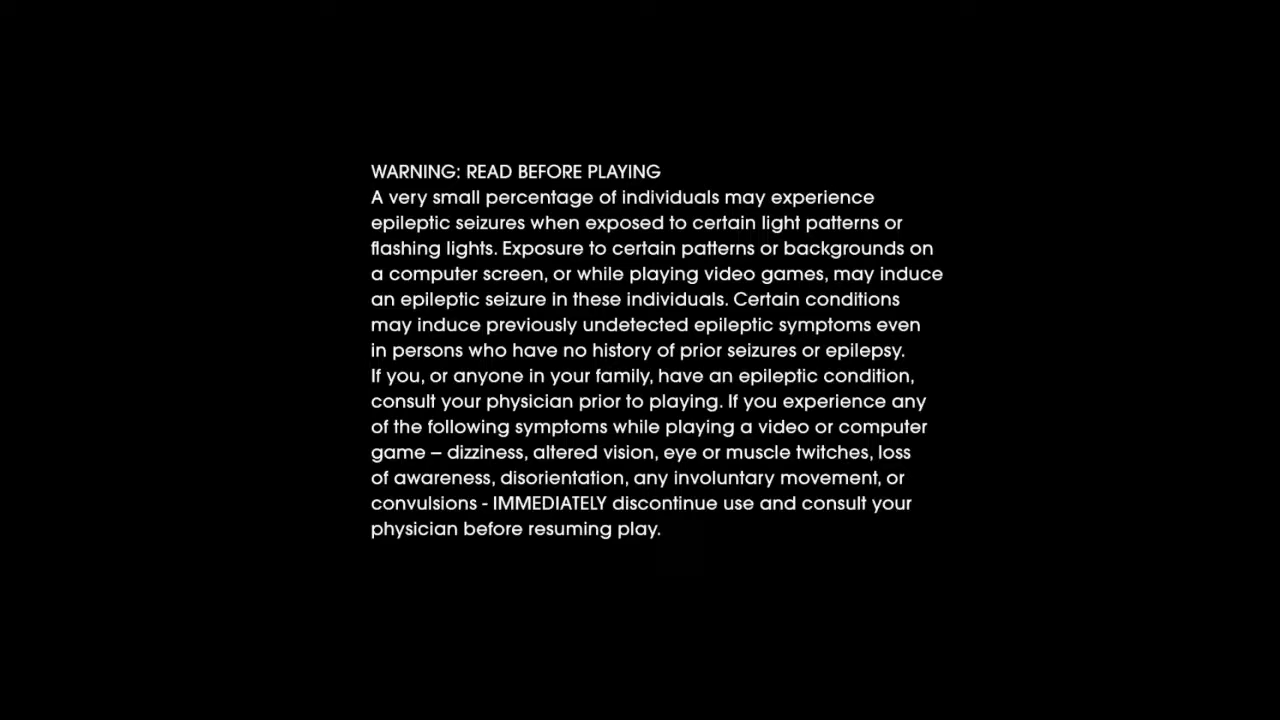 WARNING: READ BEFORE PLAYING
A very small percentage of individuals may experience
epileptic seizures when exposed to certain light patterns or
flashing lights. Exposure to certain patterns or backgrounds on
a computer screen, or while playing video games, may induce
an epileptic seizure in these individuals. Certain conditions
may induce previously undetected epileptic symptoms even
in persons who have no history of prior seizures or epilepsy.
If you, or anyone in your family, have an epileptic condition,
consult your physician prior to playing. If you experience any
of the following symptoms while playing a video or computer
game – dizziness, altered vision, eye or muscle twitches, loss
of awareness, disorientation, any involuntary movement, or
convulsions - IMMEDIATELY discontinue use and consult your
physician before resuming play.